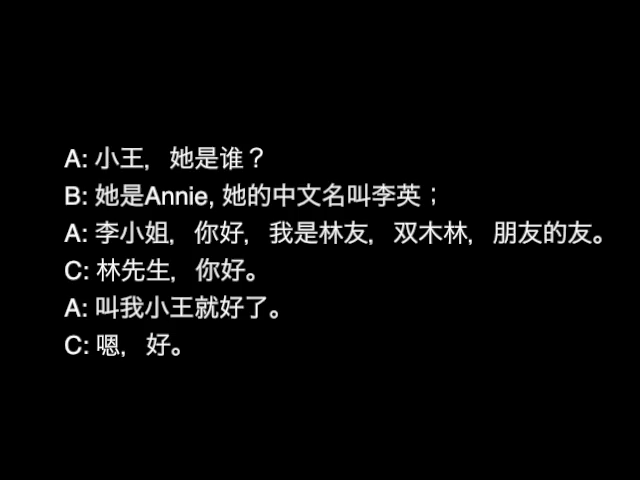 A: 小王，她是谁？
B: 她是Annie, 她的中文名叫李英；
A: 李小姐，你好，我是林友，双木林，朋友的友。
C: 林先生，你好。
A: 叫我小王就好了。
C: 嗯，好。